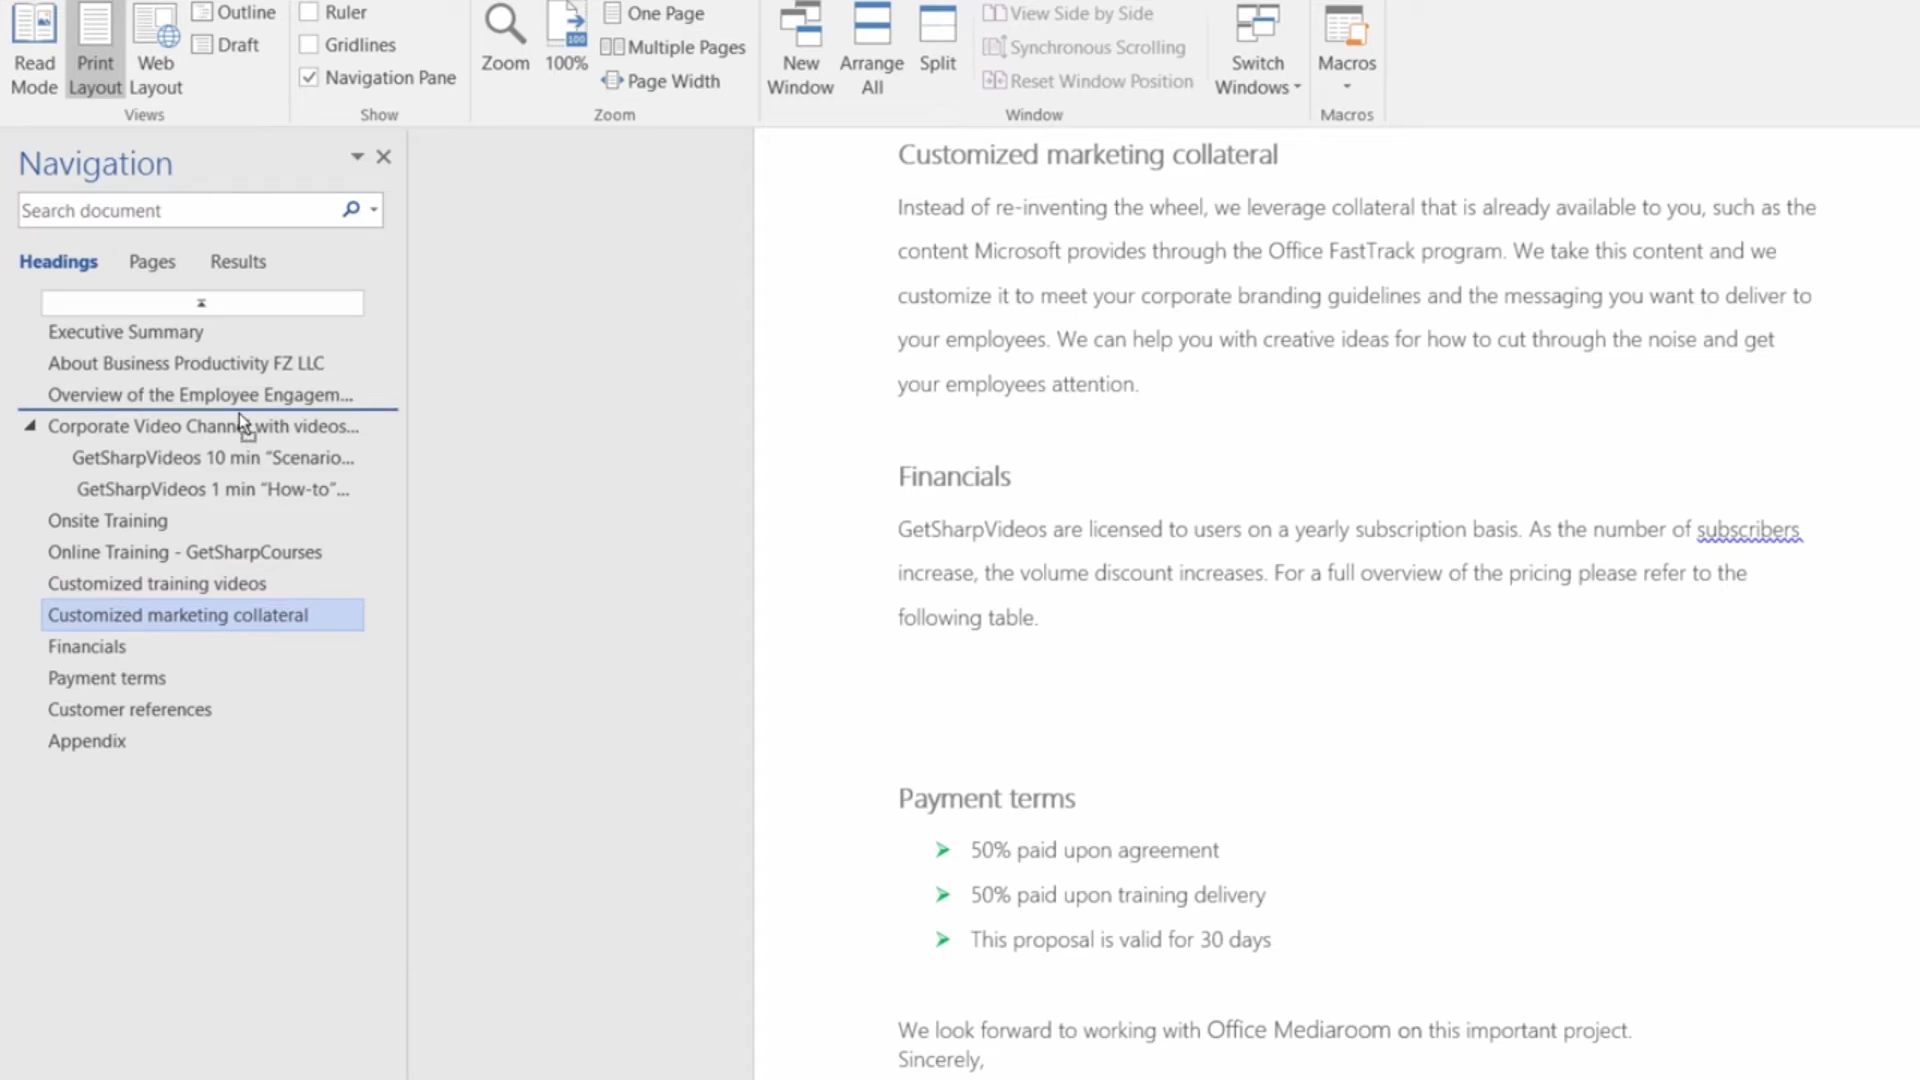 Read Mode
Print Layout
Web Layout
Outline
Draft
Views
Ruler
Gridlines
Navigation Pane
Show
Zoom
100
100%
One Page
Multiple Pages
Page Width
Zoom
New Window
Arrange All
Split
View Side by Side
Synchronous Scrolling
Reset Window Position
Window
Switch Windows
Macros
Macros
Navigation
Search document
Headings
Pages
Results
Executive Summary
About Business Productivity FZ LLC
Overview of the Employee Engagem...
Corporate Video Channel with videos...
GetSharpVideos 10 min “Scenario...
GetSharpVideos 1 min “How-to”...
Onsite Training
Online Training - GetSharpCourses
Customized training videos
Customized marketing collateral
Financials
Payment terms
Customer references
Appendix
Customized marketing collateral
Instead of re-inventing the wheel, we leverage collateral that is already available to you, such as the
content Microsoft provides through the Office FastTrack program. We take this content and we
customize it to meet your corporate branding guidelines and the messaging you want to deliver to
your employees. We can help you with creative ideas for how to cut through the noise and get
your employees attention.
Financials
GetSharpVideos are licensed to users on a yearly subscription basis. As the number of subscribers
increase, the volume discount increases. For a full overview of the pricing please refer to the
following table.
Payment terms
50% paid upon agreement
50% paid upon training delivery
This proposal is valid for 30 days
We look forward to working with Office Mediaroom on this important project.
Sincerely,